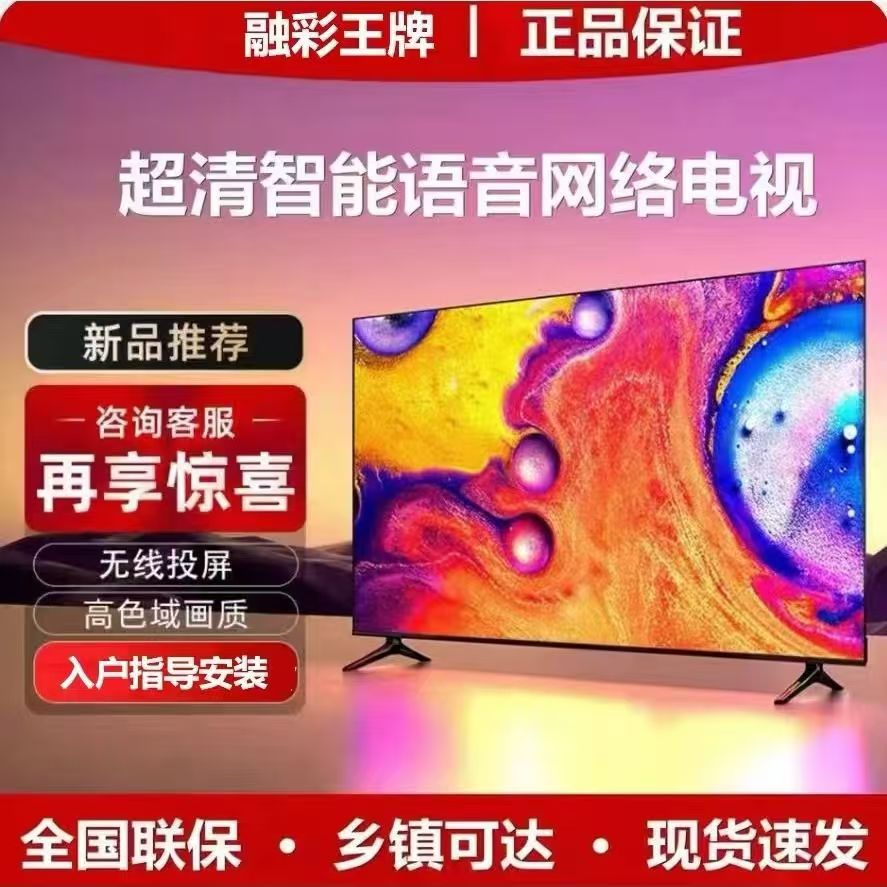 融彩王牌 | 正品保证
超清智能语音网络电视
新品推荐
咨询客服
再享惊喜
无线投屏
高色域画质
入户指导安装
全国联保 · 乡镇可达 · 现货速发